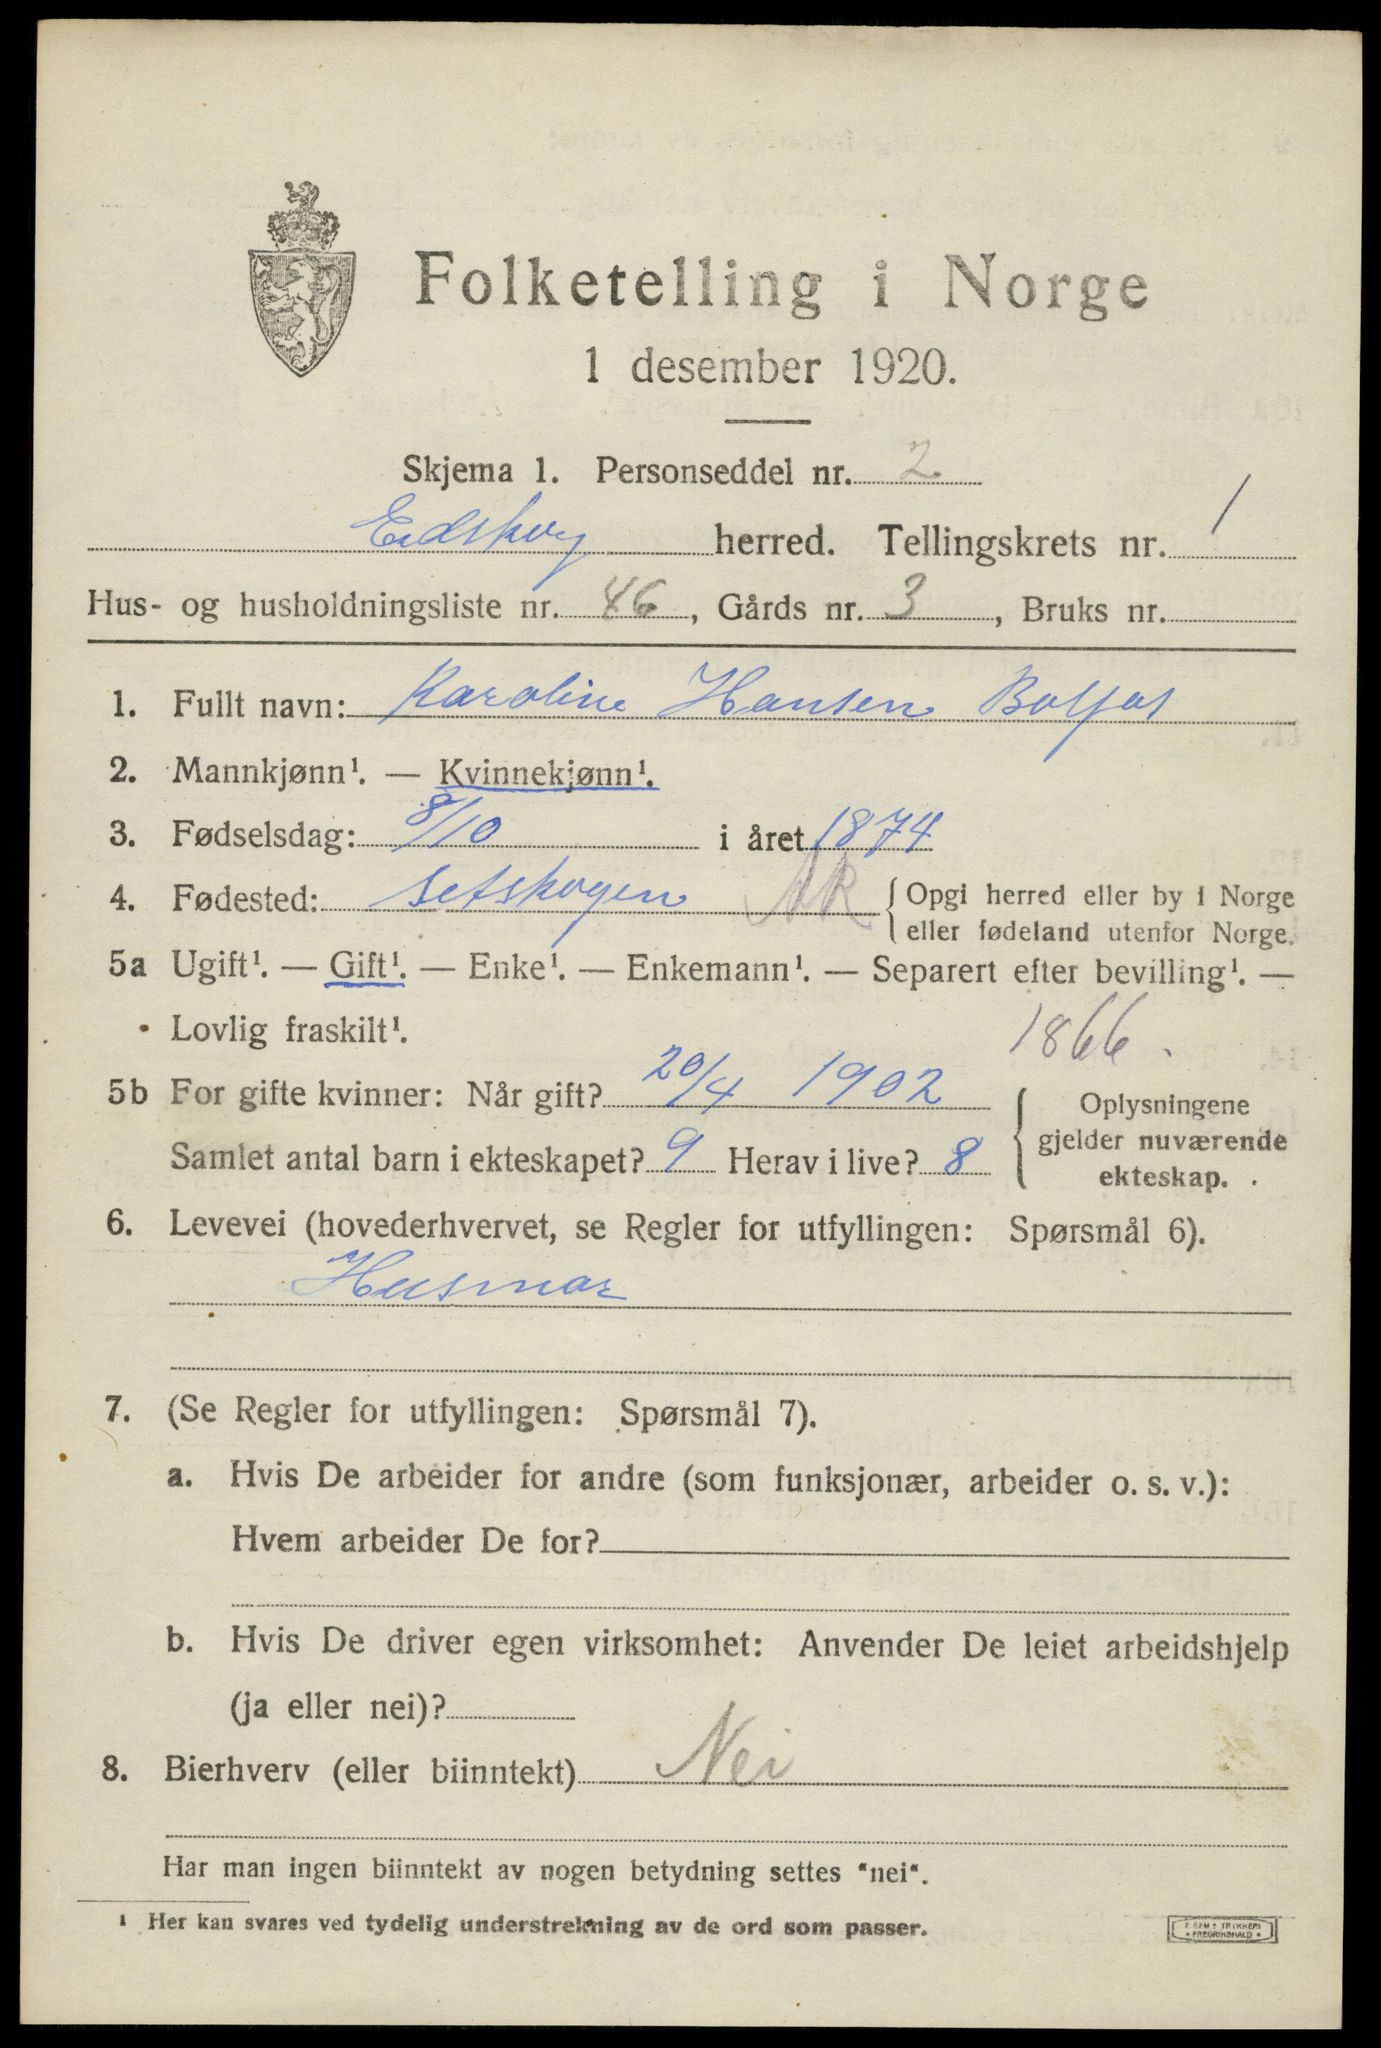 Folketelling i Norge
1 desember 1920.
Skjema 1. Personseddel nr. 2
Eidskog herred. Tellingskrets nr. 1
Hus- og husholdningsliste nr. 46, Gårds nr. 3, Bruks nr.
1. Fullt navn: Karoline Hansen
2. Mannkjønn¹. — Kvinnekjønn¹.
3. Fødselsdag: 8/10 i året 1874
4. Fødested: Setskogen AK { Opgi herred eller by i Norge
eller fødeland utenfor Norge.
5a Ugift¹. — Gift¹. — Enke¹. — Enkemann¹. — Separert efter bevilling¹. —
Lovlig fraskilt¹.
1866.
5b For gifte kvinner: Når gift? 20/4 1902
Samlet antal barn i ekteskapet? 9 Herav i live? 8
{ Oplysningene
gjelder nuværende
ekteskap.
6. Levevei (hovederhvervet, se Regler for utfyllingen: Spørsmål 6).
Husmor
7. (Se Regler for utfyllingen: Spørsmål 7).
a. Hvis De arbeider for andre (som funksjonær, arbeider o. s. v.):
Hvem arbeider De for?
b. Hvis De driver egen virksomhet: Anvender De leiet arbeidshjelp
(ja eller nei)?
8. Bierhverv (eller biinntekt) Nei
Har man ingen biinntekt av nogen betydning settes "nei".
¹ Her kan svares ved tydelig understrekning av de ord som passer.
TRYKKERI
FREDRIKSHALD